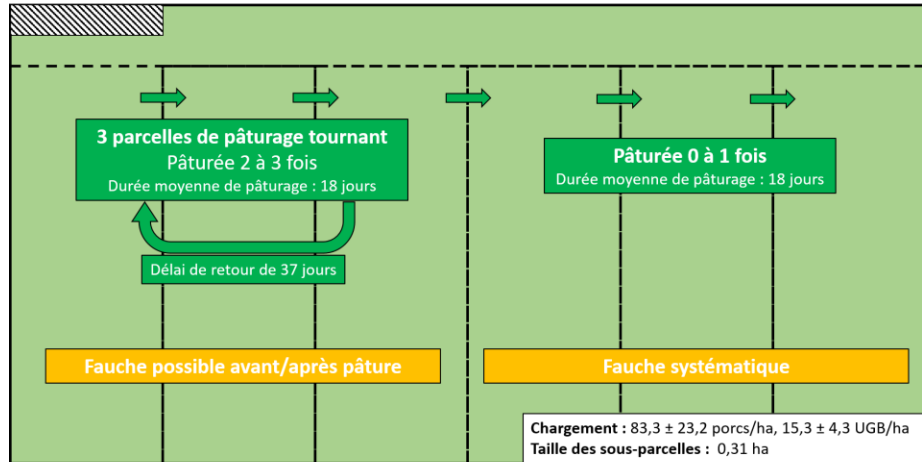 3 parcelles de pâturage tournant
Pâturée 2 à 3 fois
Durée moyenne de pâturage : 18 jours
Pâturée 0 à 1 fois
Durée moyenne de pâturage : 18 jours
Délai de retour de 37 jours
Fauche possible avant/après pâture
Fauche systématique
Chargement : 83,3 ± 23,2 porcs/ha, 15,3 ± 4,3 UGB/ha
Taille des sous-parcelles : 0,31 ha